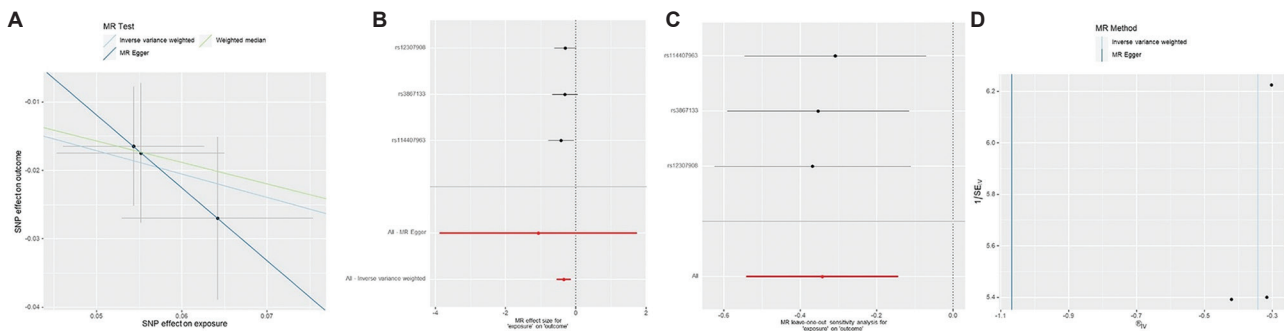 A
MR Test
Inverse variance weighted
Weighted median
MR Egger
SNP effect on outcome
-0.01
-0.02
-0.03
-0.04
0.05
0.06
0.07
SNP effect on exposure
B
rs12307908
rs3867133
rs114407963
All - MR Egger
All - Inverse variance weighted
-4
-2
0
2
MR effect size for
'exposure' on 'outcome'
C
rs114407963
rs3867133
rs12307908
All
-0.6
-0.4
-0.2
0.0
MR leave-one-out sensitivity analysis for
'exposure' on 'outcome'
D
MR Method
Inverse variance weighted
MR Egger
1/SEIV
6.2
6.0
5.8
5.6
5.4
-1.1
-0.9
-0.7
-0.5
-0.3